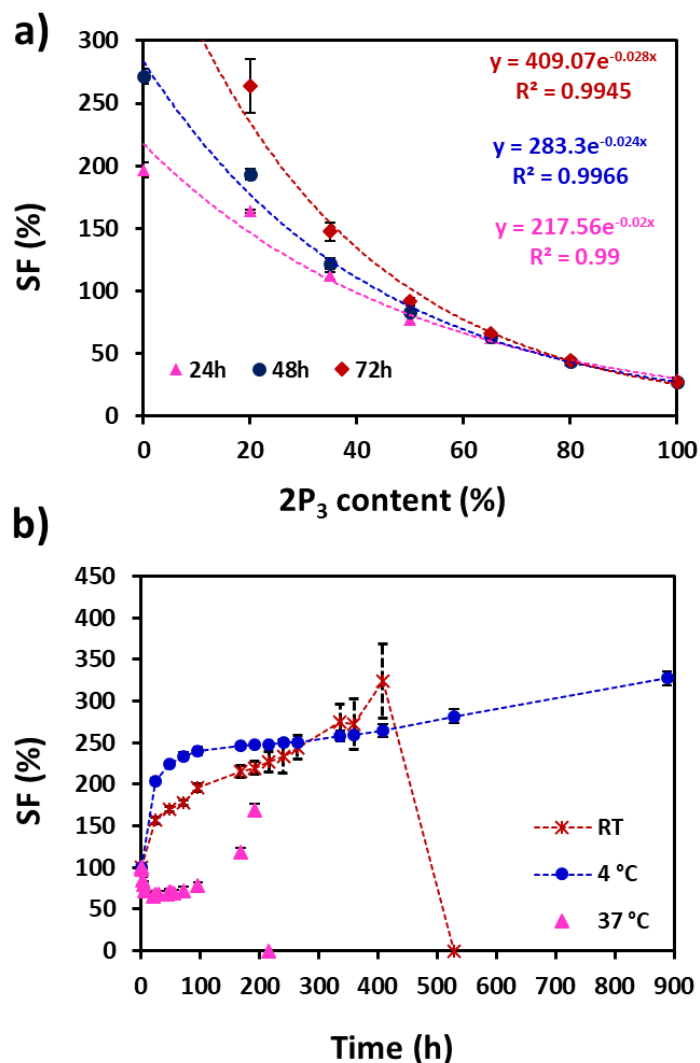 a)
300
250
200
150
100
50
0
SF (%)
y = 409.07e^-0.028x
R² = 0.9945
y = 283.3e^-0.024x
R² = 0.9966
y = 217.56e^-0.02x
R² = 0.99
24h 48h 72h
0 20 40 60 80 100
2P₃ content (%)
b)
450
400
350
300
250
200
150
100
50
0
SF (%)
RT
4 °C
37 °C
0 100 200 300 400 500 600 700 800 900
Time (h)